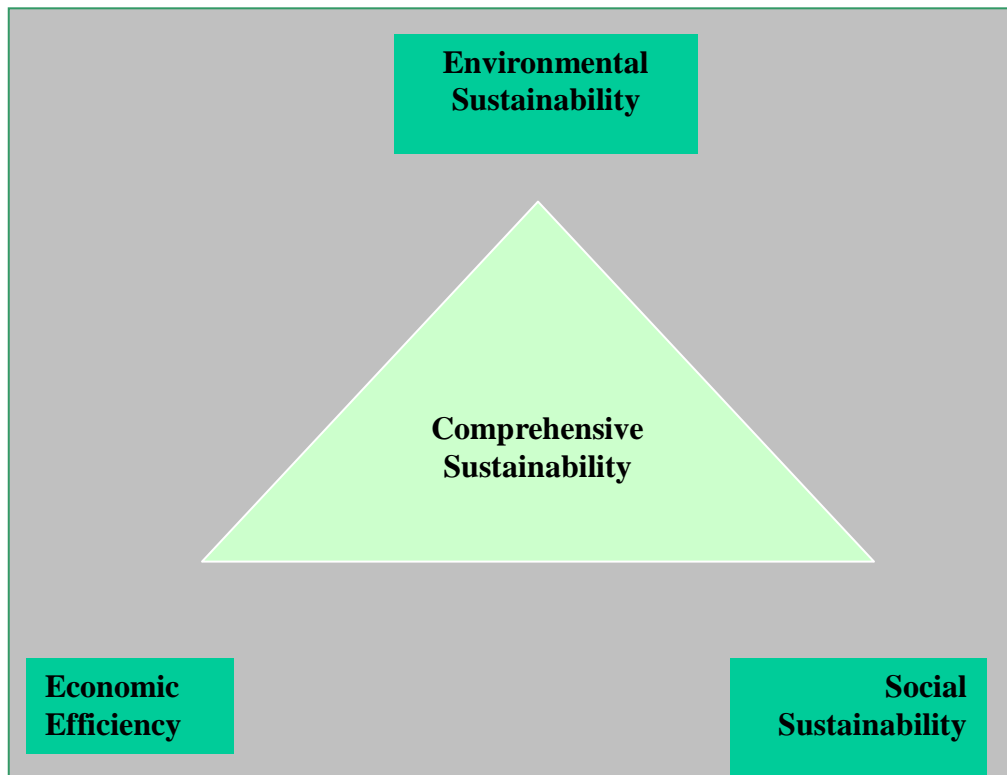 Environmental
Sustainability
Comprehensive
Sustainability
Economic
Efficiency
Social
Sustainability